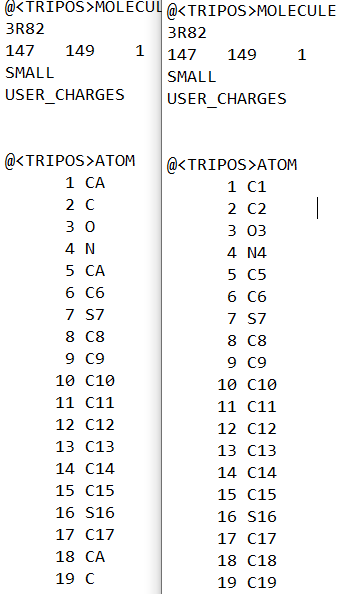 @<TRIPOS>MOLECUL
3R82
147   149    1
SMALL
USER_CHARGES
@<TRIPOS>ATOM
1 CA
2 C
3 O
4 N
5 CA
6 C6
7 S7
8 C8
9 C9
10 C10
11 C11
12 C12
13 C13
14 C14
15 C15
16 S16
17 C17
18 CA
19 C
@<TRIPOS>MOLECULE
3R82
147   149    1
SMALL
USER_CHARGES
@<TRIPOS>ATOM
1 C1
2 C2
3 O3
4 N4
5 C5
6 C6
7 S7
8 C8
9 C9
10 C10
11 C11
12 C12
13 C13
14 C14
15 C15
16 S16
17 C17
18 C18
19 C19